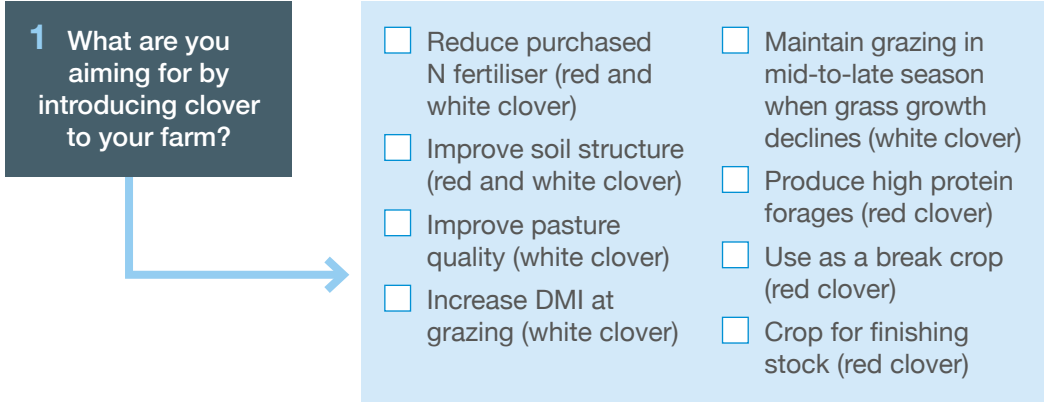 1 What are you
aiming for by
introducing clover
to your farm?
Reduce purchased
N fertiliser (red and
white clover)
Improve soil structure
(red and white clover)
Improve pasture
quality (white clover)
Increase DMI at
grazing (white clover)
Maintain grazing in
mid-to-late season
when grass growth
declines (white clover)
Produce high protein
forages (red clover)
Use as a break crop
(red clover)
Crop for finishing
stock (red clover)